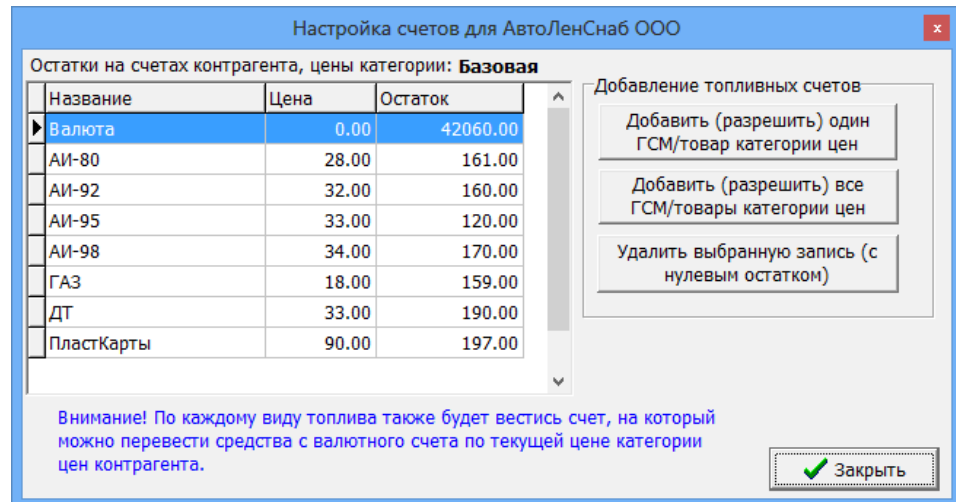 Настройка счетов для АвтоЛенСнаб ООО
x
Остатки на счетах контрагента, цены категории: Базовая
Название Цена Остаток
Валюта 0.00 42060.00
АИ-80 28.00 161.00
АИ-92 32.00 160.00
АИ-95 33.00 120.00
АИ-98 34.00 170.00
ГАЗ 18.00 159.00
ДТ 33.00 190.00
ПластКарты 90.00 197.00
Добавление топливных счетов
Добавить (разрешить) один
ГСМ/товар категории цен
Добавить (разрешить) все
ГСМ/товары категории цен
Удалить выбранную запись (с
нулевым остатком)
Внимание! По каждому виду топлива также будет вестись счет, на который
можно перевести средства с валютного счета по текущей цене категории
цен контрагента.
Закрыть